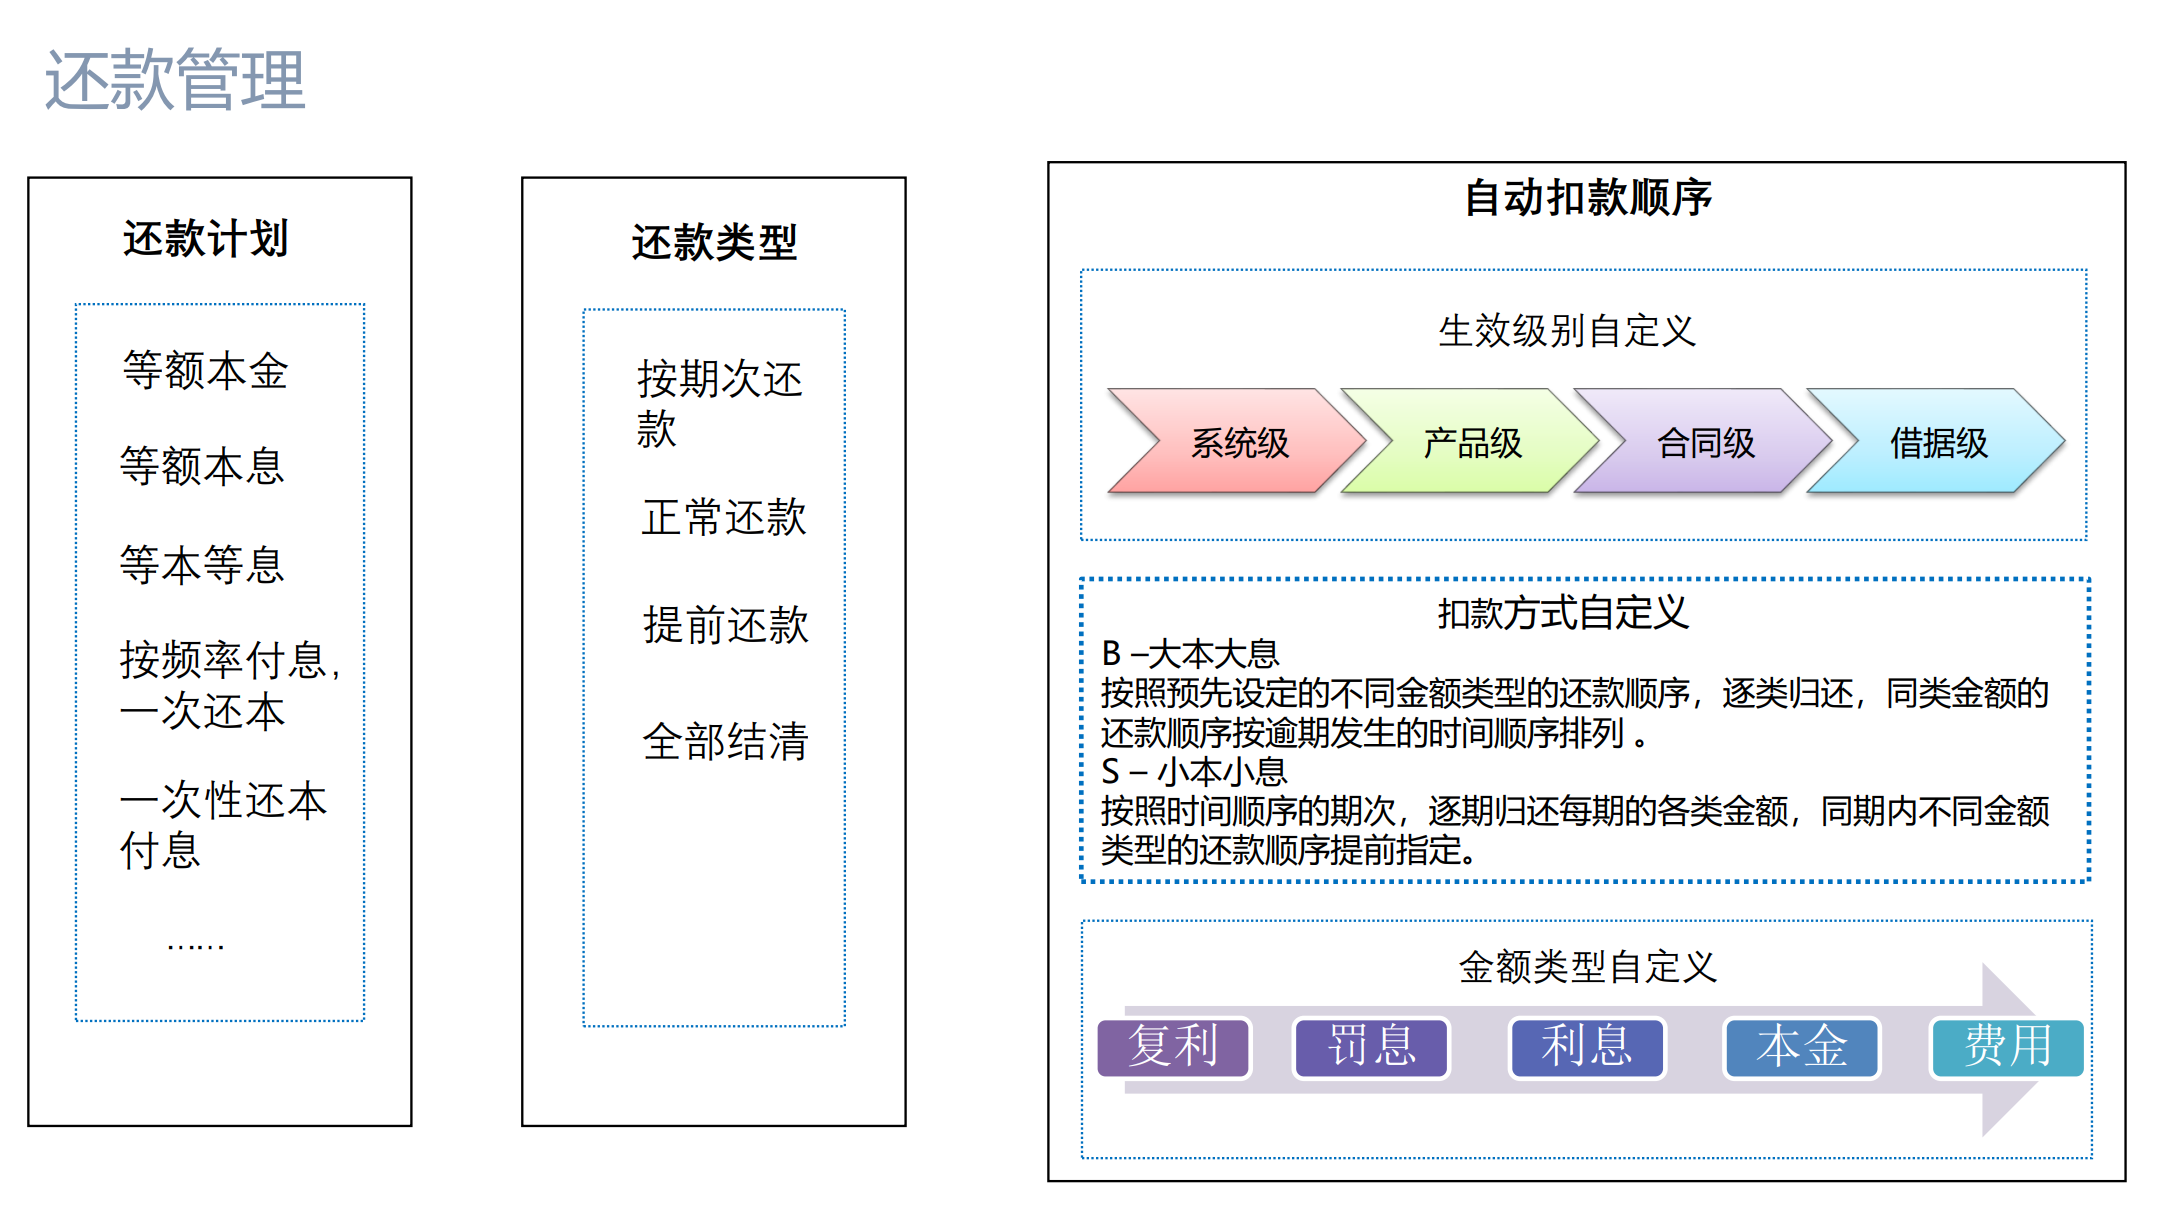 还款管理
还款计划
等额本金
等额本息
等本等息
按频率付息,
一次还本
一次性还本
付息
……
还款类型
按期次还
款
正常还款
提前还款
全部结清
自动扣款顺序
生效级别自定义
系统级
产品级
合同级
借据级
扣款方式自定义
B –大本大息
按照预先设定的不同金额类型的还款顺序，逐类归还，同类金额的
还款顺序按逾期发生的时间顺序排列 。
S – 小本小息
按照时间顺序的期次，逐期归还每期的各类金额，同期内不同金额
类型的还款顺序提前指定。
金额类型自定义
复利
罚息
利息
本金
费用